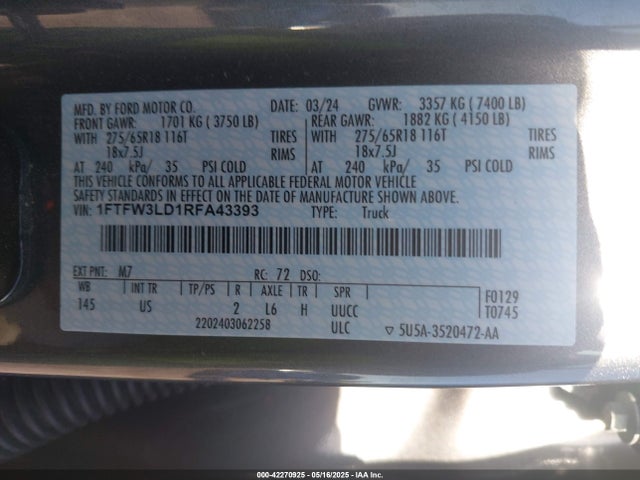 MFD. BY FORD MOTOR CO. DATE: 03/24 GVWR: 3357 KG ( 7400 LB)
FRONT GAWR: 1701 KG ( 3750 LB) REAR GAWR: 1882 KG ( 4150 LB)
WITH 275/65R18 116T TIRES WITH 275/65R18 116T TIRES
18x7.5J RIMS 18x7.5J RIMS
AT 240 kPa/ 35 PSI COLD AT 240 kPa/ 35 PSI COLD
THIS VEHICLE CONFORMS TO ALL APPLICABLE FEDERAL MOTOR VEHICLE
SAFETY STANDARDS IN EFFECT ON THE DATE OF MANUFACTURE SHOWN ABOVE.
VIN: 1FTFW3LD1RFA43393 TYPE: Truck
EXT PNT: M7 RC: 72 DSO:
WB INT TR TP/PS R AXLE TR SPR F0129
145 US 2 L6 H UUCC T0745
2202403062258 ULC ▽ 5U5A-3520472-AA
000-42270925 - 05/16/2025 - IAA Inc.